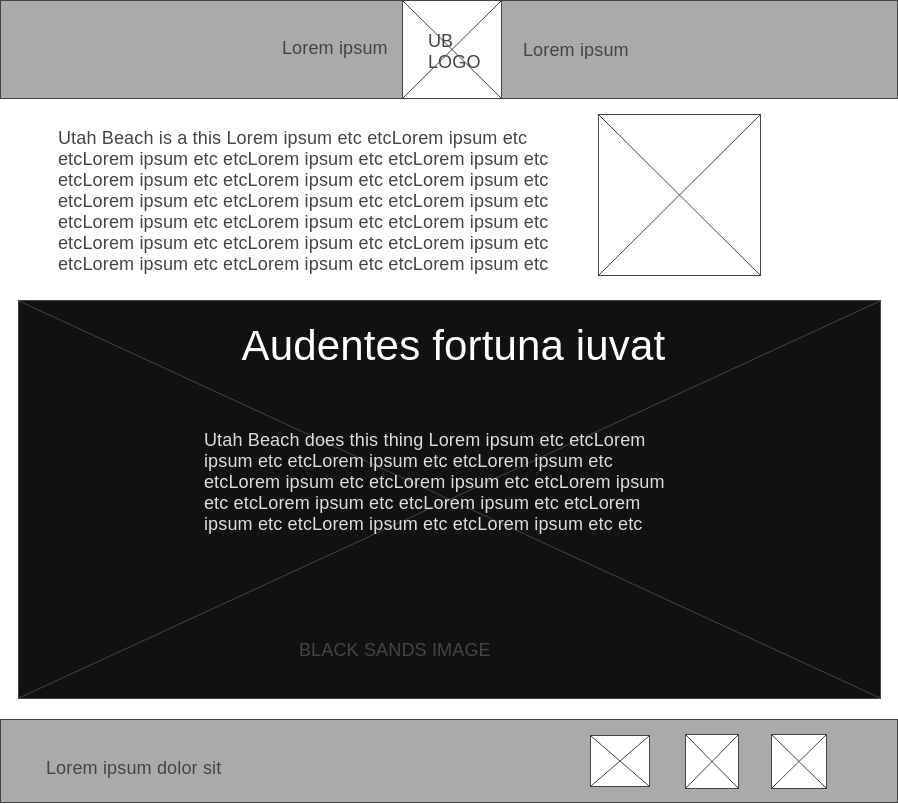 Lorem ipsum
UB
LOGO
Lorem ipsum
Utah Beach is a this Lorem ipsum etc etcLorem ipsum etc
etcLorem ipsum etc etcLorem ipsum etc etcLorem ipsum etc
etcLorem ipsum etc etcLorem ipsum etc etcLorem ipsum etc
etcLorem ipsum etc etcLorem ipsum etc etcLorem ipsum etc
etcLorem ipsum etc etcLorem ipsum etc etcLorem ipsum etc
etcLorem ipsum etc etcLorem ipsum etc etcLorem ipsum etc
etcLorem ipsum etc etcLorem ipsum etc etcLorem ipsum etc
Audentes fortuna iuvat
Utah Beach does this thing Lorem ipsum etc etcLorem
ipsum etc etcLorem ipsum etc etcLorem ipsum etc
etcLorem ipsum etc etcLorem ipsum etc etcLorem ipsum
etc etcLorem ipsum etc etcLorem ipsum etc etcLorem
ipsum etc etcLorem ipsum etc etcLorem ipsum etc etc
BLACK SANDS IMAGE
Lorem ipsum dolor sit